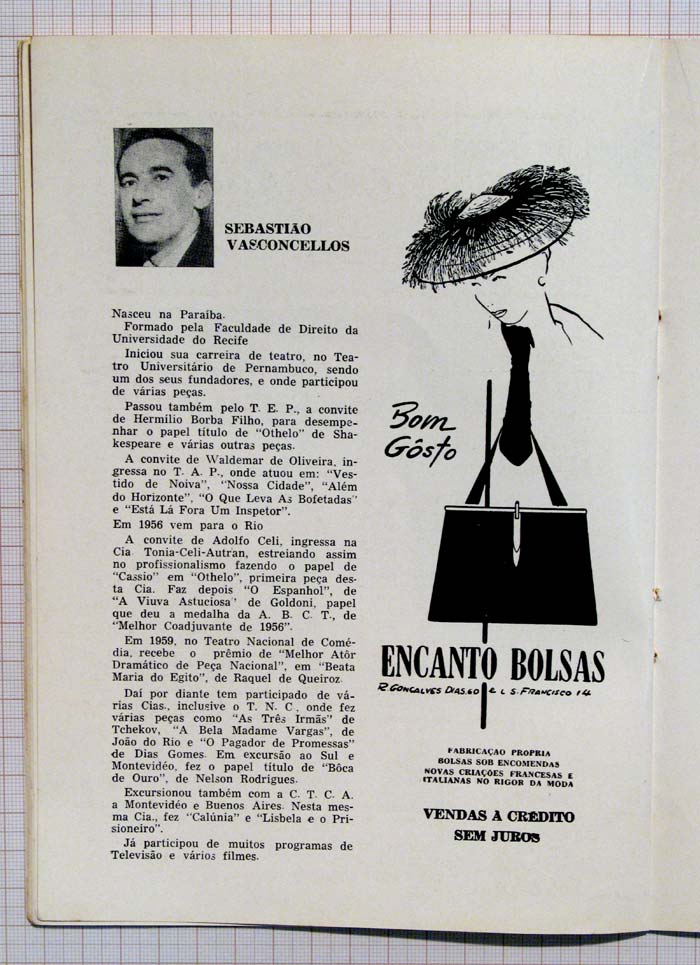 SEBASTIÃO
VASCONCELLOS
Nasceu na Paraíba.
Formado pela Faculdade de Direito da
Universidade do Recife
Iniciou sua carreira de teatro, no Tea-
tro Universitário de Pernambuco, sendo
um dos seus fundadores, e onde participou
de várias peças.
Passou também pelo T. E. P., a convite
de Hermílio Borba Filho, para desempe-
nhar o papel título de "Othelo" de Sha-
kespeare e várias outras peças.
A convite de Waldemar de Oliveira, in-
gressa no T. A. P., onde atuou em: "Ves-
tido de Noiva", "Nossa Cidade", "Além
do Horizonte", "O Que Leva As Bofetadas"
e "Está Lá Fora Um Inspetor".
Em 1956 vem para o Rio
A convite de Adolfo Celi, ingressa na
Cia. Tonia-Celi-Autran, estreiando assim
no profissionalismo fazendo o papel de
"Cassio" em "Othelo", primeira peça des-
ta Cia. Faz depois "O Espanhol", de
"A Viuva Astuciosa" de Goldoni, papel
que deu a medalha da A. B. C. T., de
"Melhor Coadjuvante de 1956".
Em 1959, no Teatro Nacional de Comé-
dia, recebe o prêmio de "Melhor Atôr
Dramático de Peça Nacional", em "Beata
Maria do Egito", de Raquel de Queiroz.
Daí por diante tem participado de vá-
rias Cias., inclusive o T. N. C., onde fez
várias peças como "As Três Irmãs" de
Tchekov, "A Bela Madame Vargas", de
João do Rio e "O Pagador de Promessas"
de Dias Gomes. Em excursão ao Sul e
Montevidéo, fez o papel título de "Bôca
de Ouro", de Nelson Rodrigues.
Excursionou também com a C. T. C. A.
a Montevidéo e Buenos Aires. Nesta mes-
ma Cia., fez "Calúnia" e "Lisbela e o Pri-
sioneiro".
Já participou de muitos programas de
Televisão e vários filmes.
Bom
Gôsto
ENCANTO BOLSAS
R. GONCALVES DIAS, 60 e L S. FRANCISCO 14
FABRICAÇAO PROPRIA
BOLSAS SOB ENCOMENDAS
NOVAS CRIAÇÕES FRANCESAS E
ITALIANAS NO RIGOR DA MODA
VENDAS A CRÉDITO
SEM JUROS